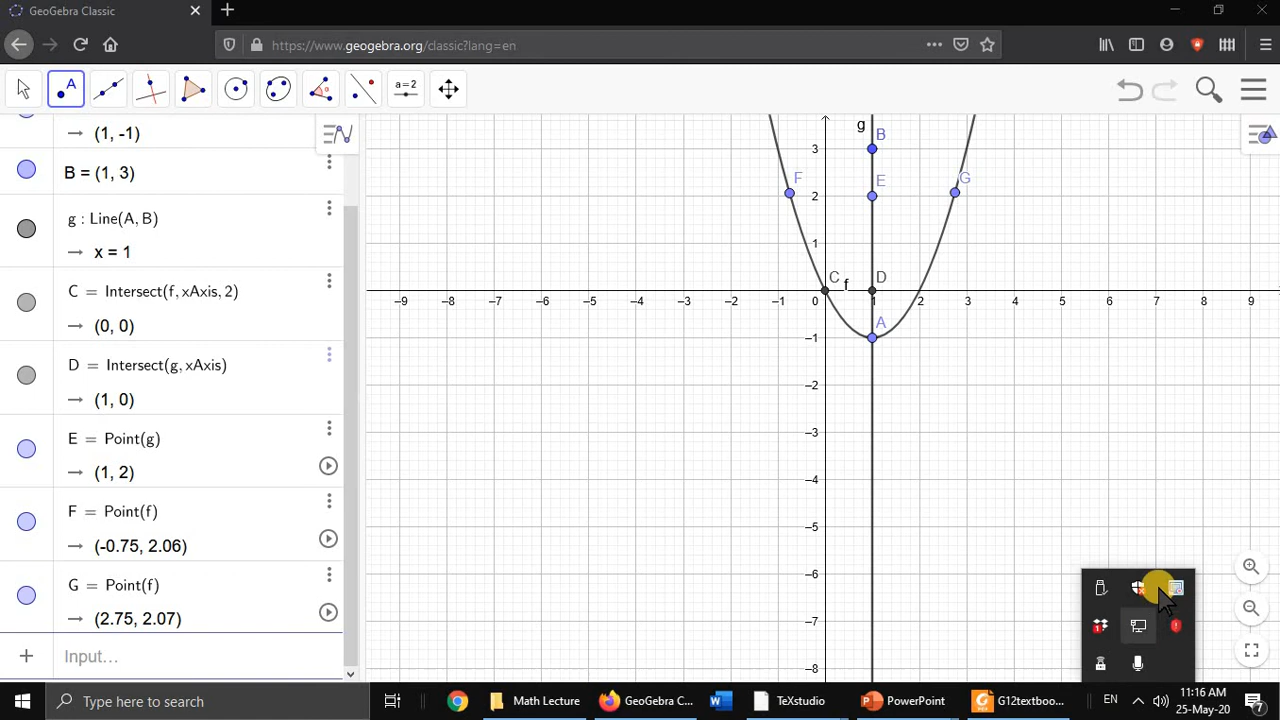 GeoGebra Classic
https://www.geogebra.org/classic?lang=en
A
a=2
→ (1, -1)
B = (1, 3)
g : Line(A, B)
→ x = 1
C = Intersect(f, xAxis, 2)
→ (0, 0)
D = Intersect(g, xAxis)
→ (1, 0)
E = Point(g)
→ (1, 2)
F = Point(f)
→ (-0.75, 2.06)
G = Point(f)
→ (2.75, 2.07)
+ Input...
g
B
3
F E G
2
1
C f D
−9 −8 −7 −6 −5 −4 −3 −2 −1 0 1 2 3 4 5 6 7 8 9
A
−1
−2
−3
−4
−5
−6
−7
−8
1
Type here to search
Math Lecture
GeoGebra C...
TeXstudio
PowerPoint
G12textboo...
EN
11:16 AM
25-May-20
7